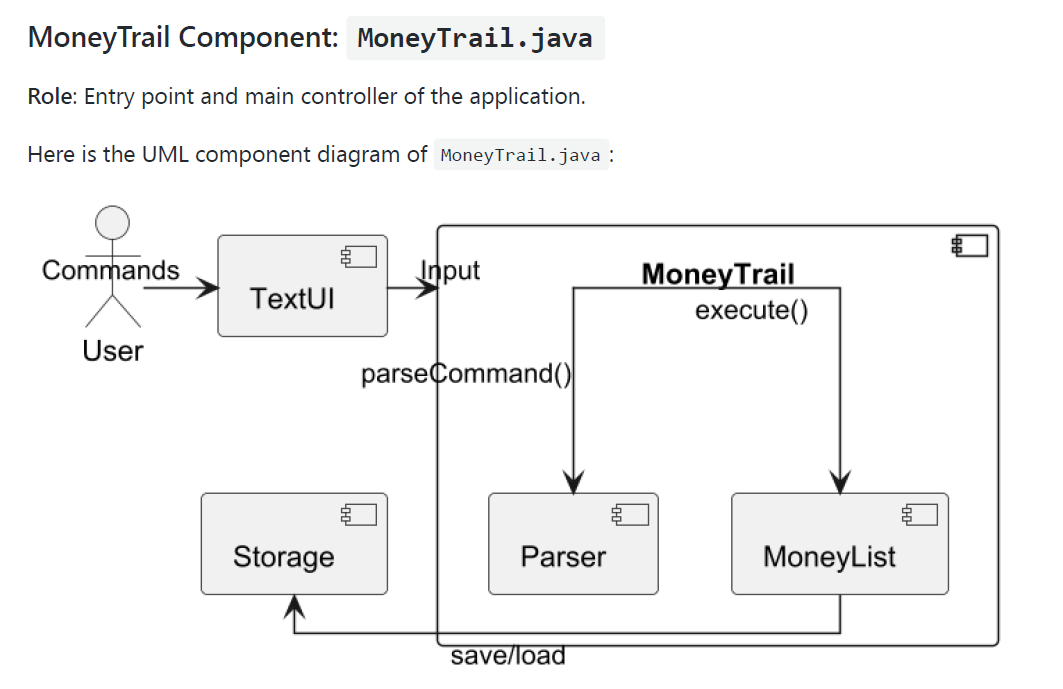 MoneyTrail Component: MoneyTrail.java
Role: Entry point and main controller of the application.
Here is the UML component diagram of MoneyTrail.java:
Commands
User
TextUI
Input
MoneyTrail
execute()
parseCommand()
Storage
Parser
MoneyList
save/load